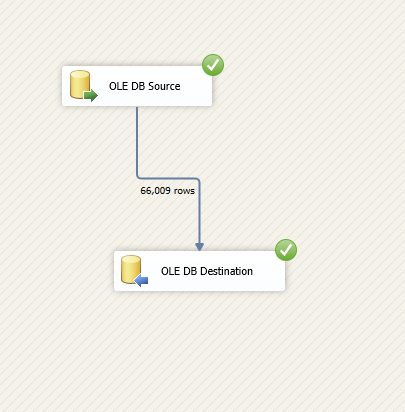 OLE DB Source
66,009 rows
OLE DB Destination